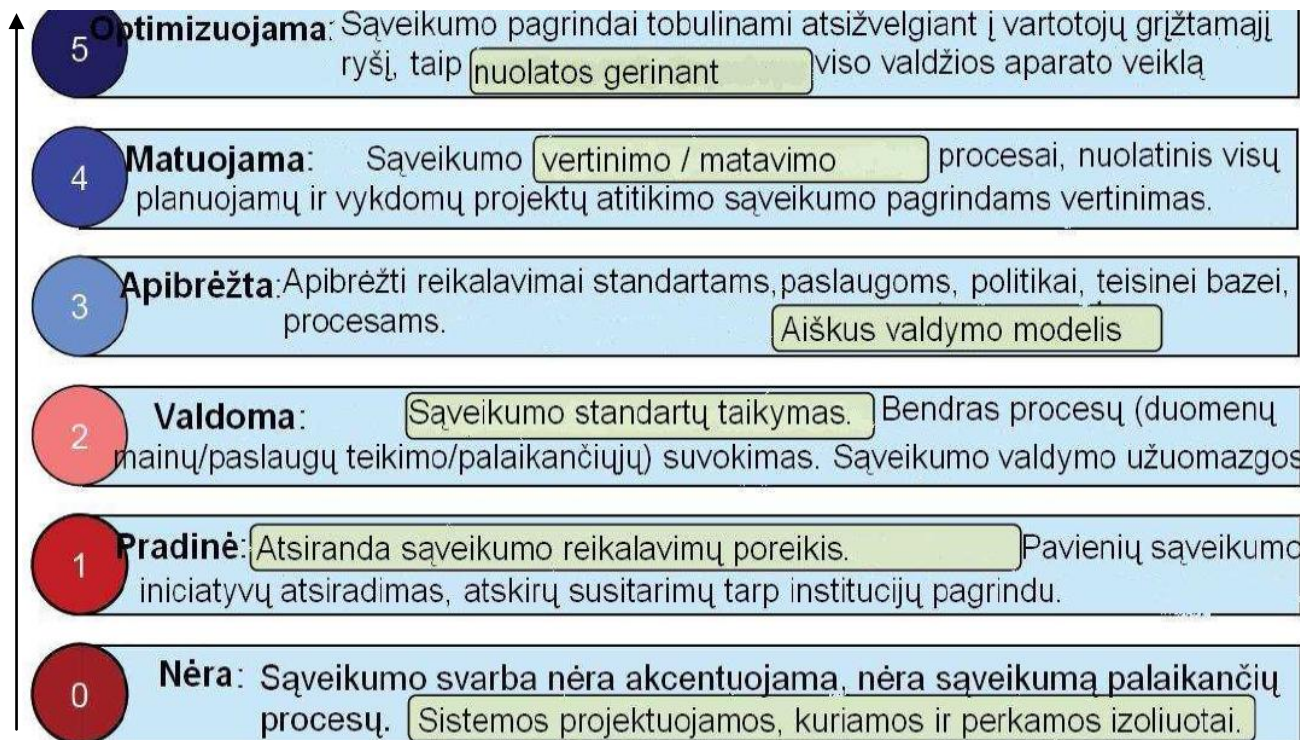 5 Optimizuojama: Sąveikumo pagrindai tobulinami atsižvelgiant į vartotojų grįžtamąjį
ryšį, taip nuolatos gerinant viso valdžios aparato veiklą
4 Matuojama: Sąveikumo vertinimo / matavimo procesai, nuolatinis visų
planuojamų ir vykdomų projektų atitikimo sąveikumo pagrindams vertinimas.
3 Apibrėžta: Apibrėžti reikalavimai standartams, paslaugoms, politikai, teisinei bazei,
procesams. Aiškus valdymo modelis
2 Valdoma: Sąveikumo standartų taikymas. Bendras procesų (duomenų
mainų/paslaugų teikimo/palaikančiųjų) suvokimas. Sąveikumo valdymo užuomazgos
1 Pradinė: Atsiranda sąveikumo reikalavimų poreikis. Pavienių sąveikumo
iniciatyvų atsiradimas, atskirų susitarimų tarp institucijų pagrindu.
0 Nėra: Sąveikumo svarba nėra akcentuojama, nėra sąveikumą palaikančių
procesų. Sistemos projektuojamos, kuriamos ir perkamos izoliuotai.